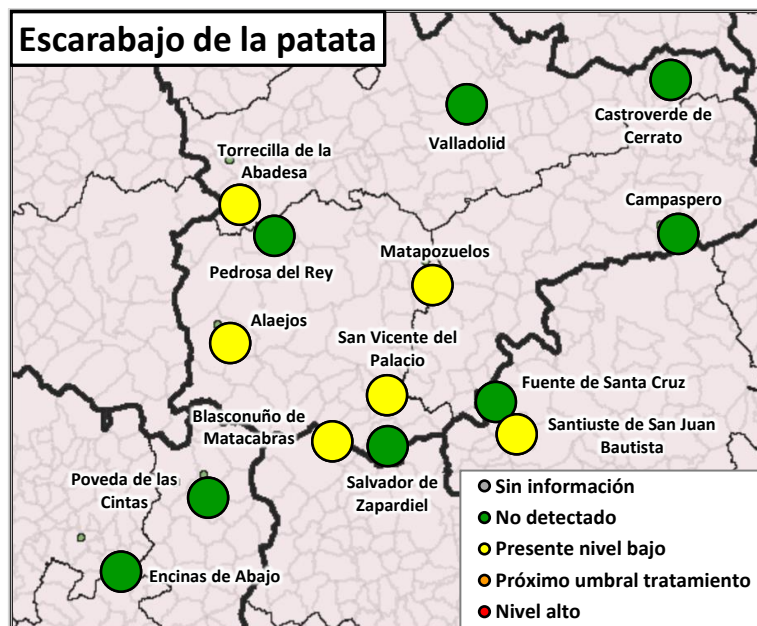 Escarabajo de la patata
Castroverde de
Cerrato
Valladolid
Torrecilla de la
Abadesa
Campaspero
Pedrosa del Rey
Matapozuelos
Alaejos
San Vicente del
Palacio
Fuente de Santa Cruz
Blasconuño de
Matacabras
Santiuste de San Juan
Bautista
Salvador de
Zapardiel
Poveda de las
Cintas
Encinas de Abajo
Sin información
No detectado
Presente nivel bajo
Próximo umbral tratamiento
Nivel alto